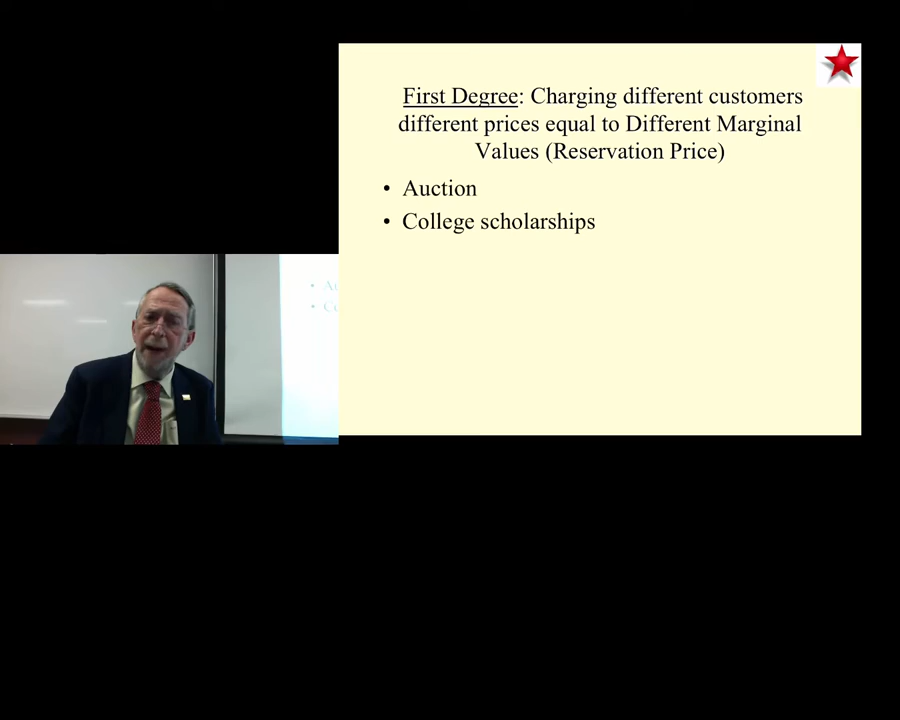 First Degree: Charging different customers
different prices equal to Different Marginal
Values (Reservation Price)
• Auction
• College scholarships